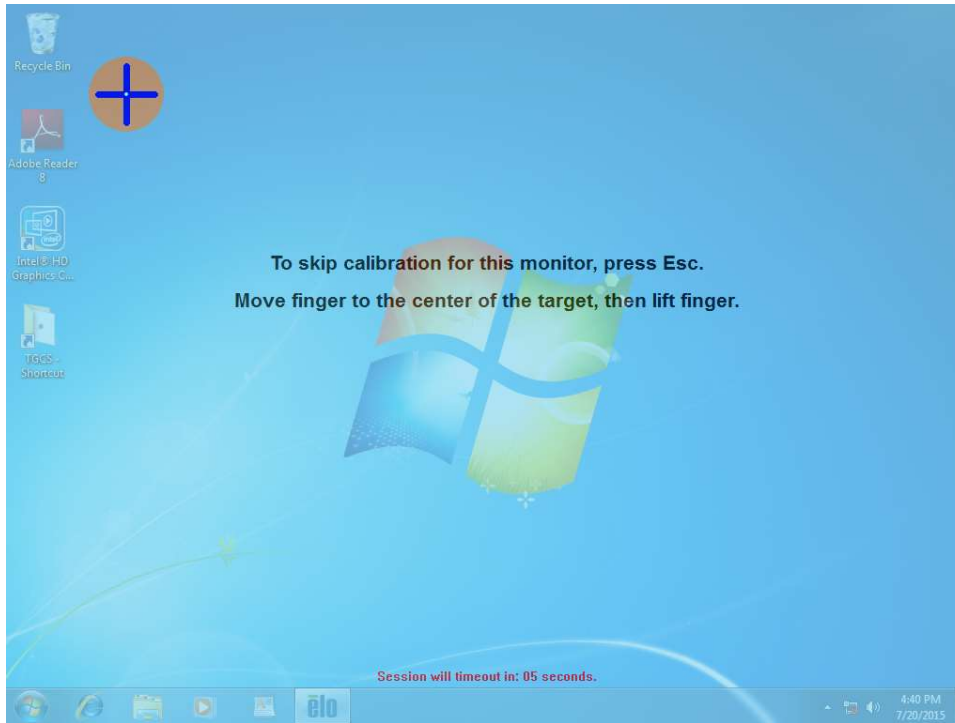 Recycle Bin
Adobe Reader
8
Intel® HD
Graphics C...
TGCS -
Shortcut
To skip calibration for this monitor, press Esc.
Move finger to the center of the target, then lift finger.
Session will timeout in: 05 seconds.
ēlo
4:40 PM
7/20/2015